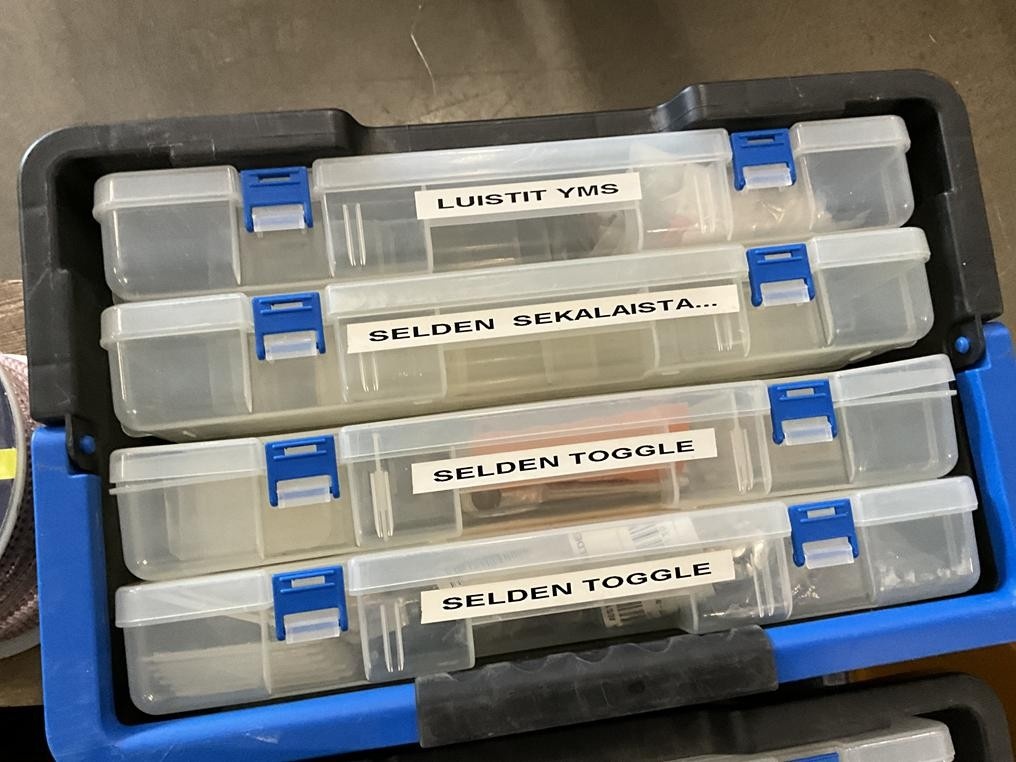 LUISTIT YMS
SELDEN SEKALAISTA...
SELDEN TOGGLE
SELDEN TOGGLE